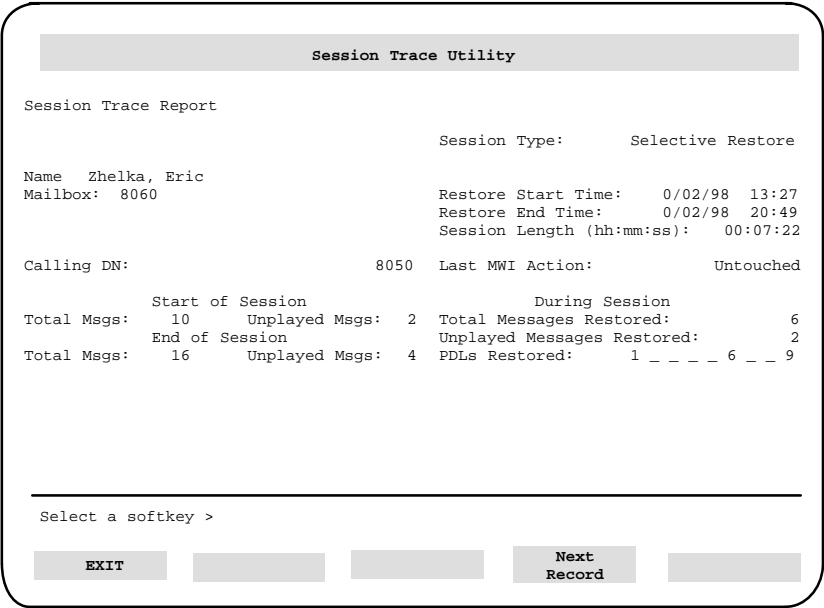 Session Trace Utility
Session Trace Report
Session Type: Selective Restore
Name Zhelka, Eric
Mailbox: 8060 Restore Start Time: 0/02/98 13:27
Restore End Time: 0/02/98 20:49
Session Length (hh:mm:ss): 00:07:22
Calling DN: 8050 Last MWI Action: Untouched
Start of Session During Session
Total Msgs: 10 Unplayed Msgs: 2 Total Messages Restored: 6
End of Session Unplayed Messages Restored: 2
Total Msgs: 16 Unplayed Msgs: 4 PDLs Restored: 1 _ _ _ _ 6 _ _ 9
Select a softkey >
EXIT Next Record